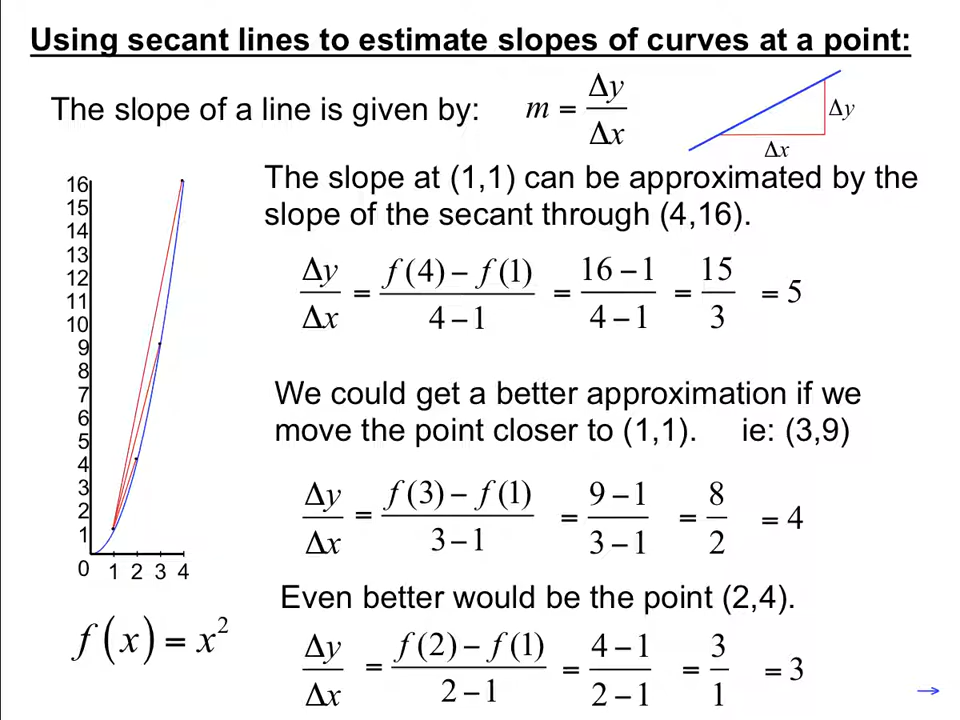 Using secant lines to estimate slopes of curves at a point:
The slope of a line is given by: m = Δy/Δx
Δy
Δx
The slope at (1,1) can be approximated by the
slope of the secant through (4,16).
Δy/Δx = f(4) − f(1)/4 − 1 = 16 − 1/4 − 1 = 15/3 = 5
We could get a better approximation if we
move the point closer to (1,1). ie: (3,9)
Δy/Δx = f(3) − f(1)/3 − 1 = 9 − 1/3 − 1 = 8/2 = 4
Even better would be the point (2,4).
Δy/Δx = f(2) − f(1)/2 − 1 = 4 − 1/2 − 1 = 3/1 = 3
16
15
14
13
12
11
10
9
8
7
6
5
4
3
2
1
0 1 2 3 4
f(x) = x²
→